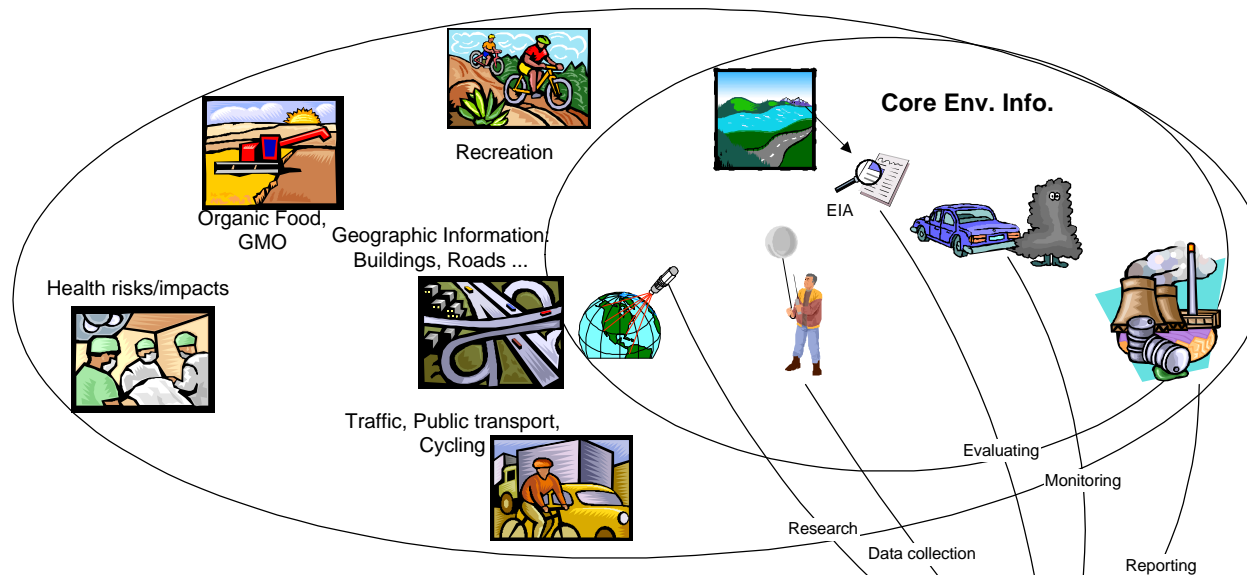 Core Env. Info.
Recreation
EIA
Organic Food,
GMO
Geographic Information:
Buildings, Roads ...
Health risks/impacts
Traffic, Public transport,
Cycling
Evaluating
Monitoring
Research
Data collection
Reporting